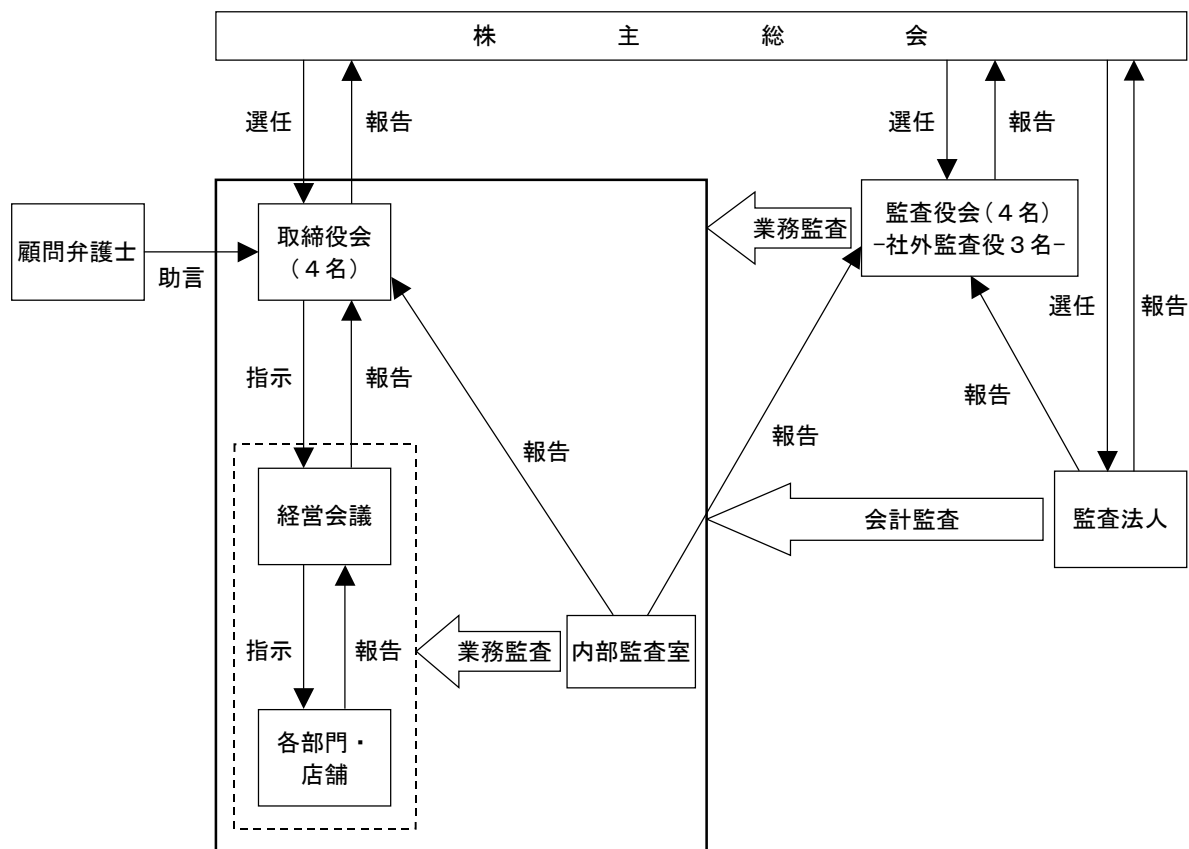 株主総会
選任
報告
選任
報告
顧問弁護士
助言
取締役会
(4名)
業務監査
監査役会(4名)
-社外監査役3名-
選任
報告
指示
報告
報告
報告
報告
経営会議
会計監査
監査法人
指示
報告
業務監査
内部監査室
各部門・
店舗